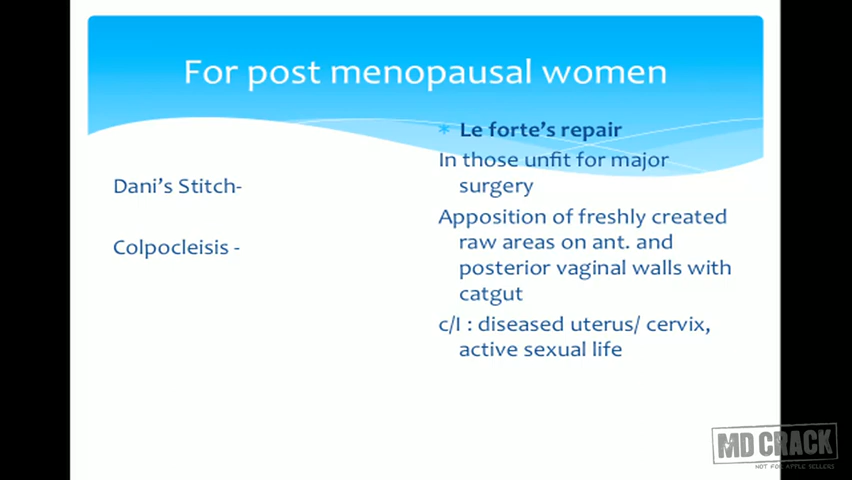 For post menopausal women
Dani's Stitch-
Colpocleisis -
* Le forte's repair
In those unfit for major
surgery
Apposition of freshly created
raw areas on ant. and
posterior vaginal walls with
catgut
c/I : diseased uterus/ cervix,
active sexual life
MD CRACK
NOT FOR APPLE SELLERS